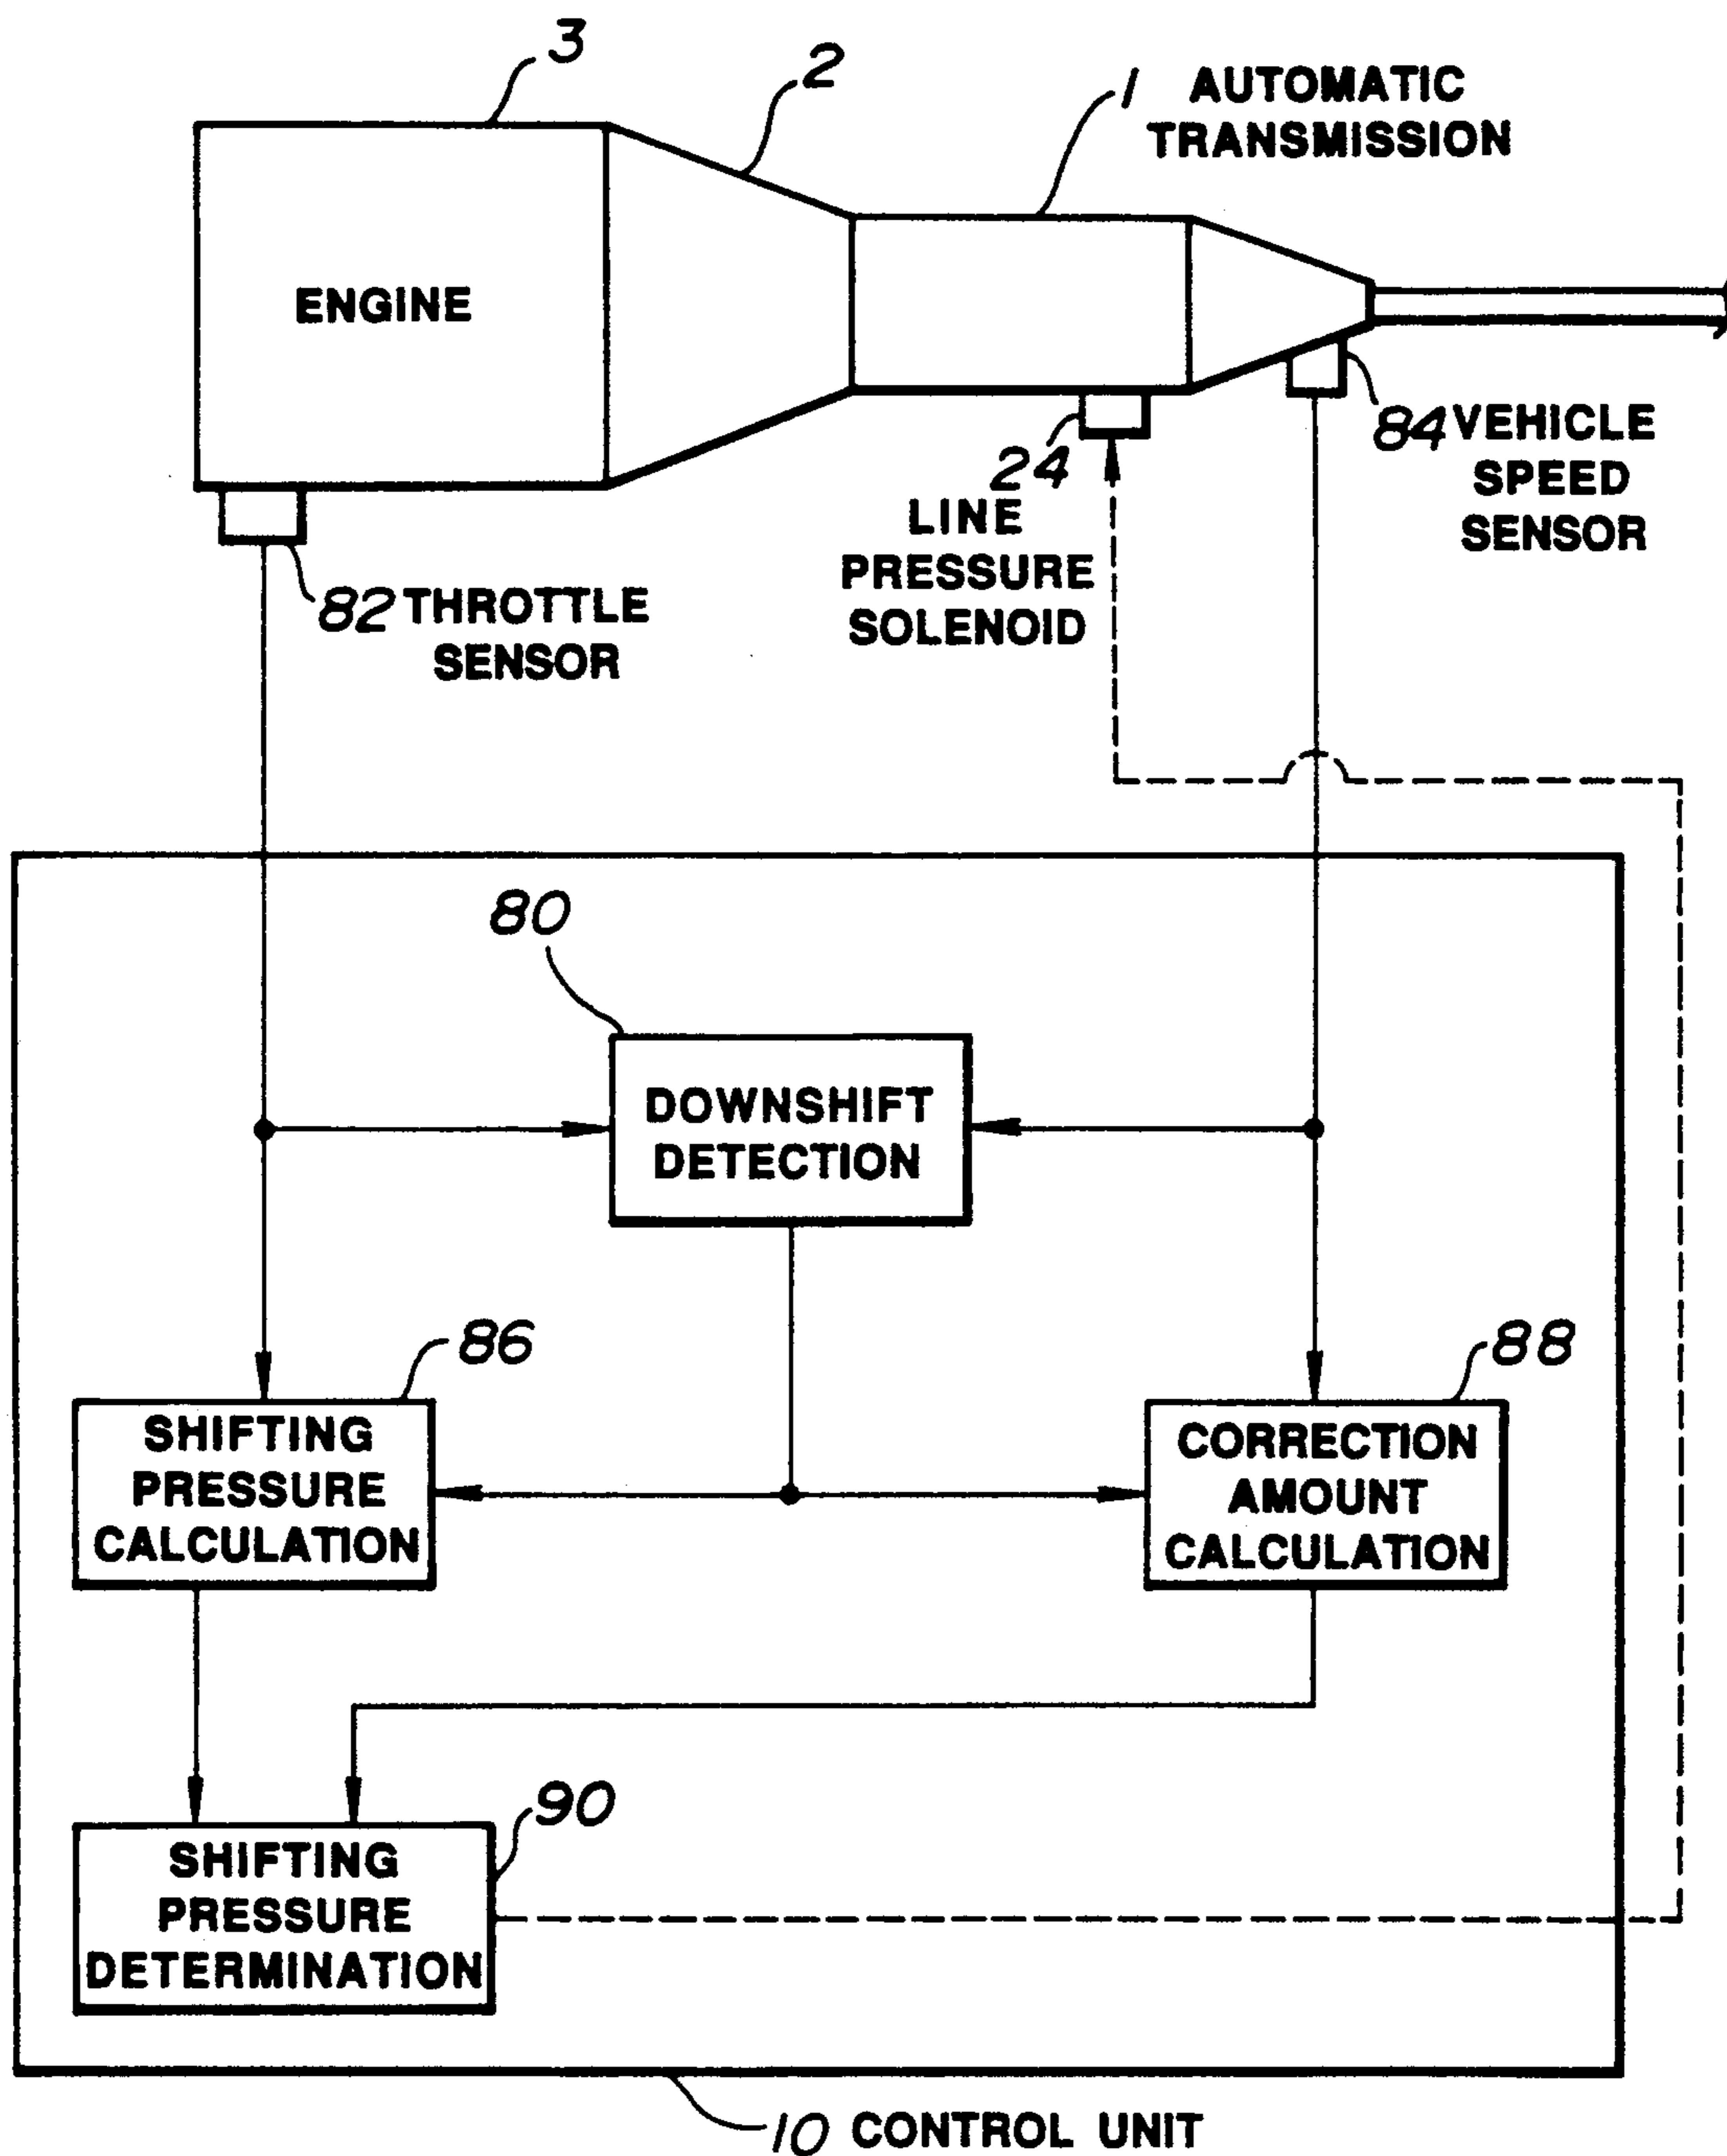 3
2
1 AUTOMATIC
TRANSMISSION
ENGINE
84 VEHICLE
SPEED
SENSOR
24
LINE
PRESSURE
SOLENOID
82 THROTTLE
SENSOR
80
DOWNSHIFT
DETECTION
86
SHIFTING
PRESSURE
CALCULATION
88
CORRECTION
AMOUNT
CALCULATION
90
SHIFTING
PRESSURE
DETERMINATION
10 CONTROL UNIT